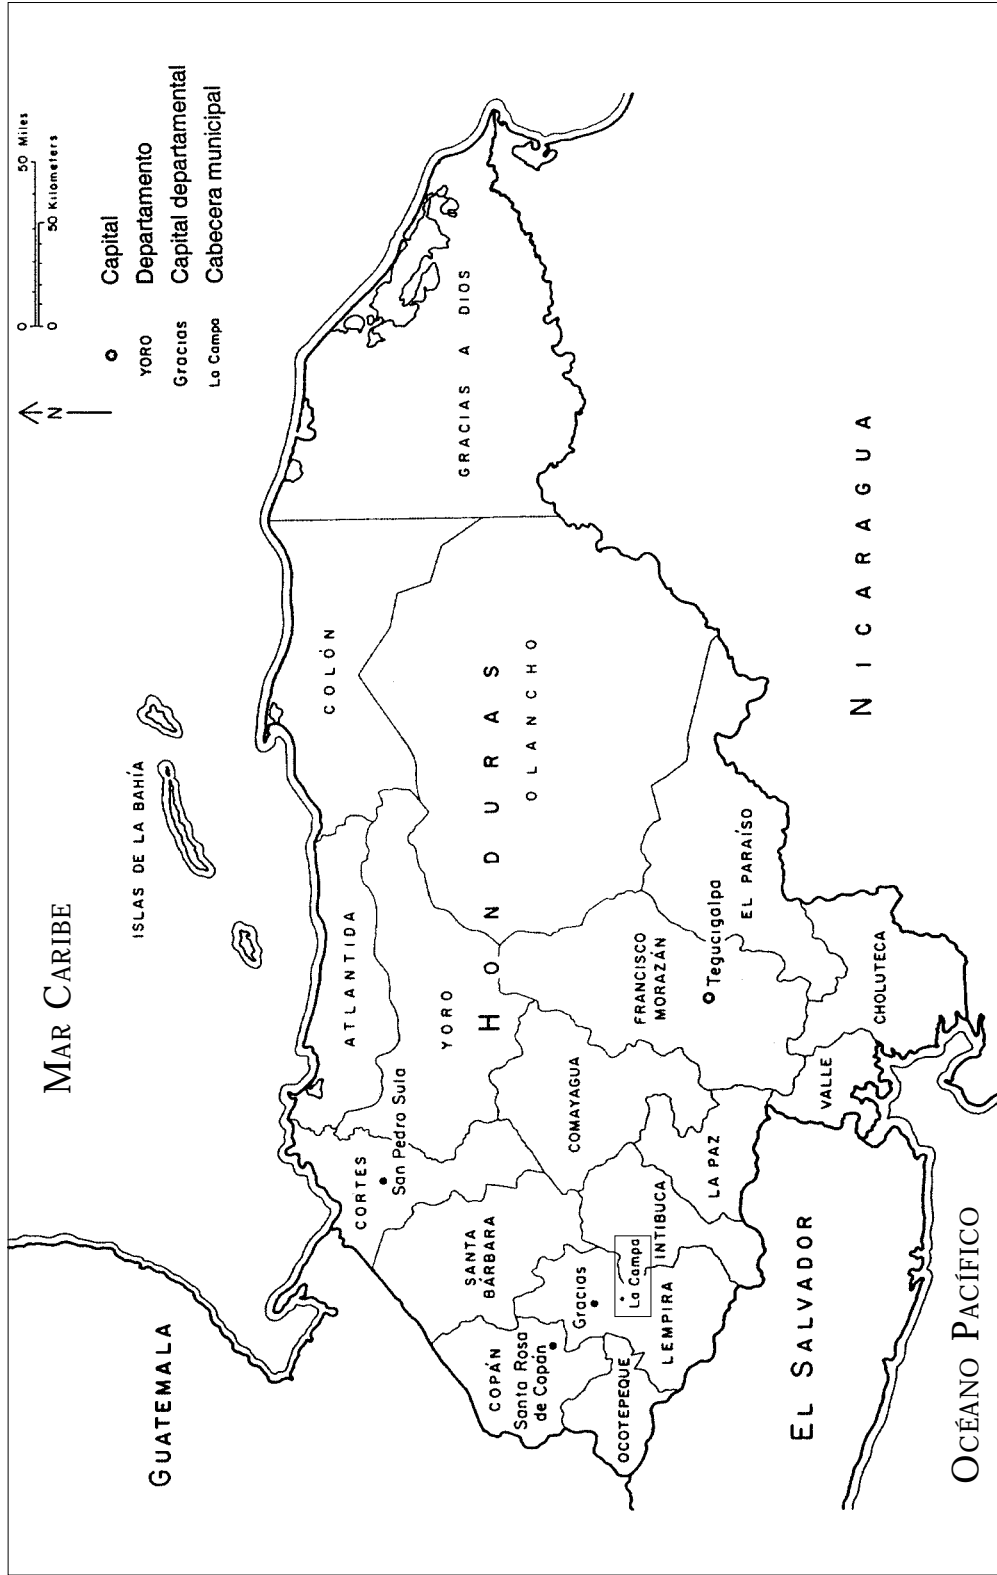 MAR CARIBE
0 50 Miles
0 50 Kilometers
N
Capital
YORO Departamento
Gracias Capital departamental
La Campa Cabecera municipal
GUATEMALA
ISLAS DE LA BAHÍA
CORTES
San Pedro Sula
ATLANTIDA
COLÓN
GRACIAS A DIOS
COPÁN
Santa Rosa
de Copán
SANTA
BÁRBARA
YORO
HONDURAS
OLANCHO
Gracias
COMAYAGUA
OCOTEPEQUE
LEMPIRA
La Campa
INTIBUCA
LA PAZ
FRANCISCO
MORAZÁN
Tegucigalpa
EL PARAÍSO
VALLE
CHOLUTECA
EL SALVADOR
NICARAGUA
OCÉANO PACÍFICO